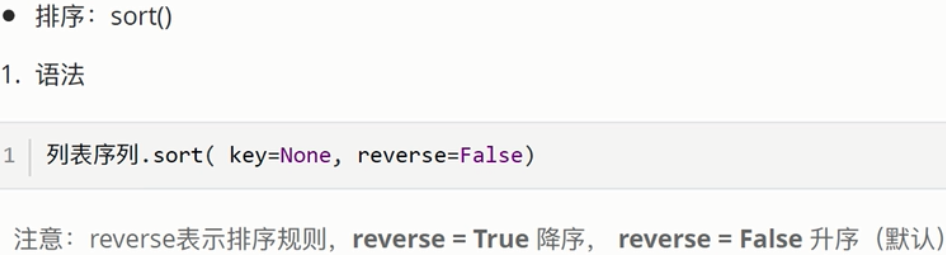 ● 排序：sort()
1. 语法
1 列表序列.sort( key=None, reverse=False)
注意：reverse表示排序规则，reverse = True 降序， reverse = False 升序（默认）